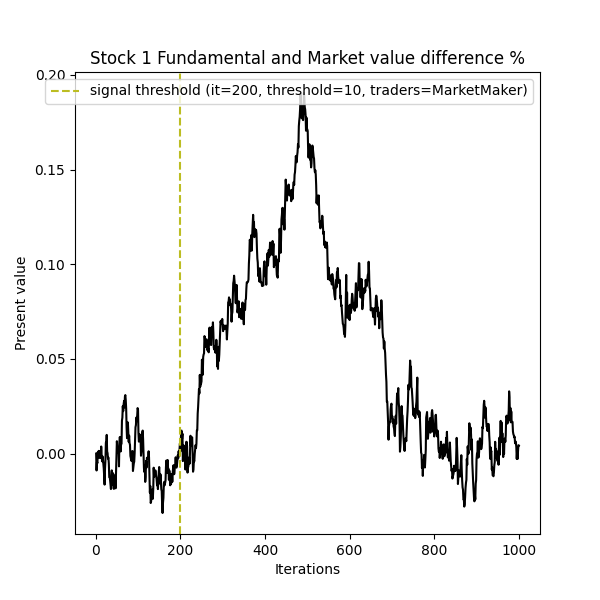 Stock 1 Fundamental and Market value difference %
signal threshold (it=200, threshold=10, traders=MarketMaker)
0.20
0.15
0.10
0.05
0.00
Present value
0 200 400 600 800 1000
Iterations